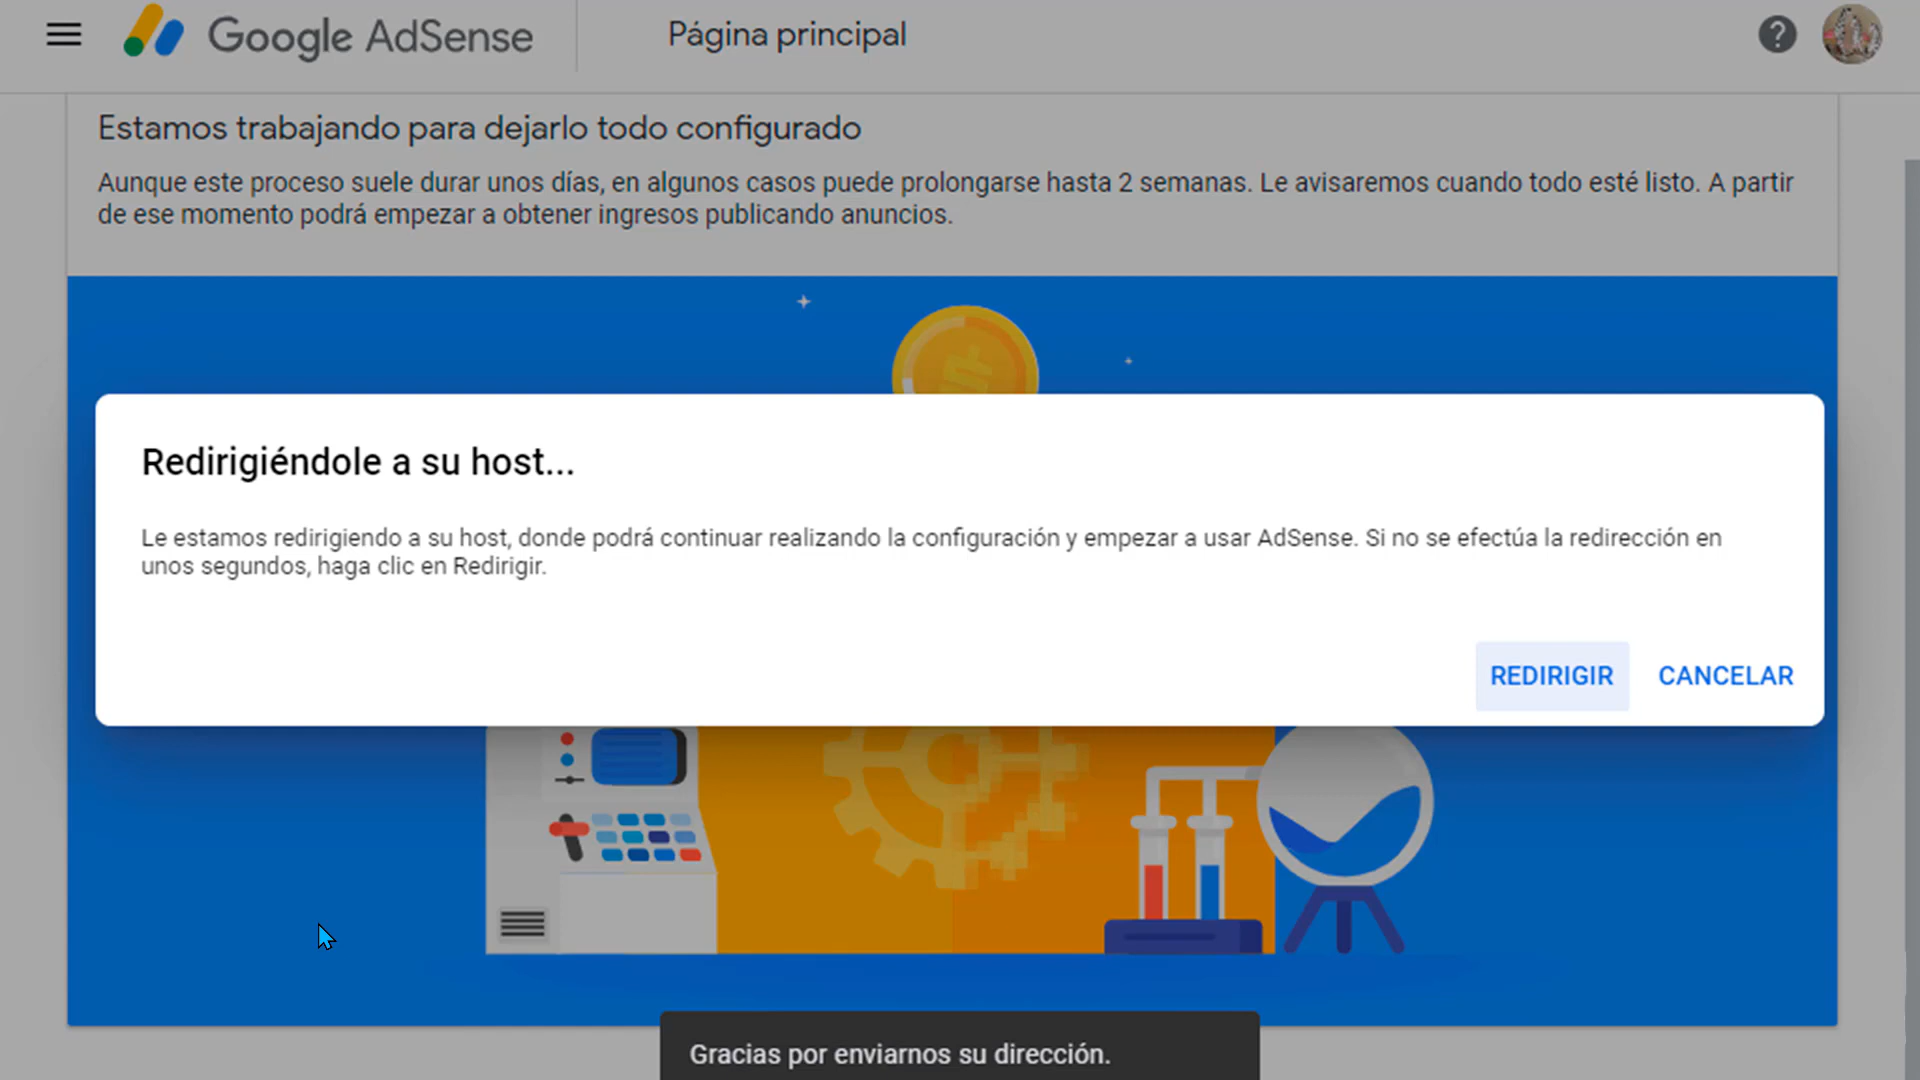 Google AdSense
Página principal
Estamos trabajando para dejarlo todo configurado
Aunque este proceso suele durar unos días, en algunos casos puede prolongarse hasta 2 semanas. Le avisaremos cuando todo esté listo. A partir
de ese momento podrá empezar a obtener ingresos publicando anuncios.
Redirigiéndole a su host...
Le estamos redirigiendo a su host, donde podrá continuar realizando la configuración y empezar a usar AdSense. Si no se efectúa la redirección en
unos segundos, haga clic en Redirigir.
REDIRIGIR
CANCELAR
Gracias por enviarnos su dirección.